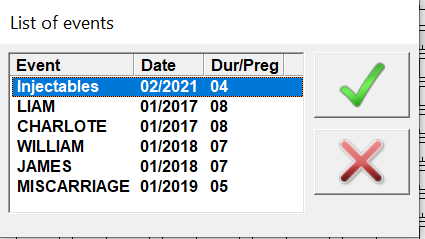 List of events
Event Date Dur/Preg
Injectables 02/2021 04
LIAM 01/2017 08
CHARLOTE 01/2017 08
WILLIAM 01/2018 07
JAMES 01/2018 07
MISCARRIAGE 01/2019 05